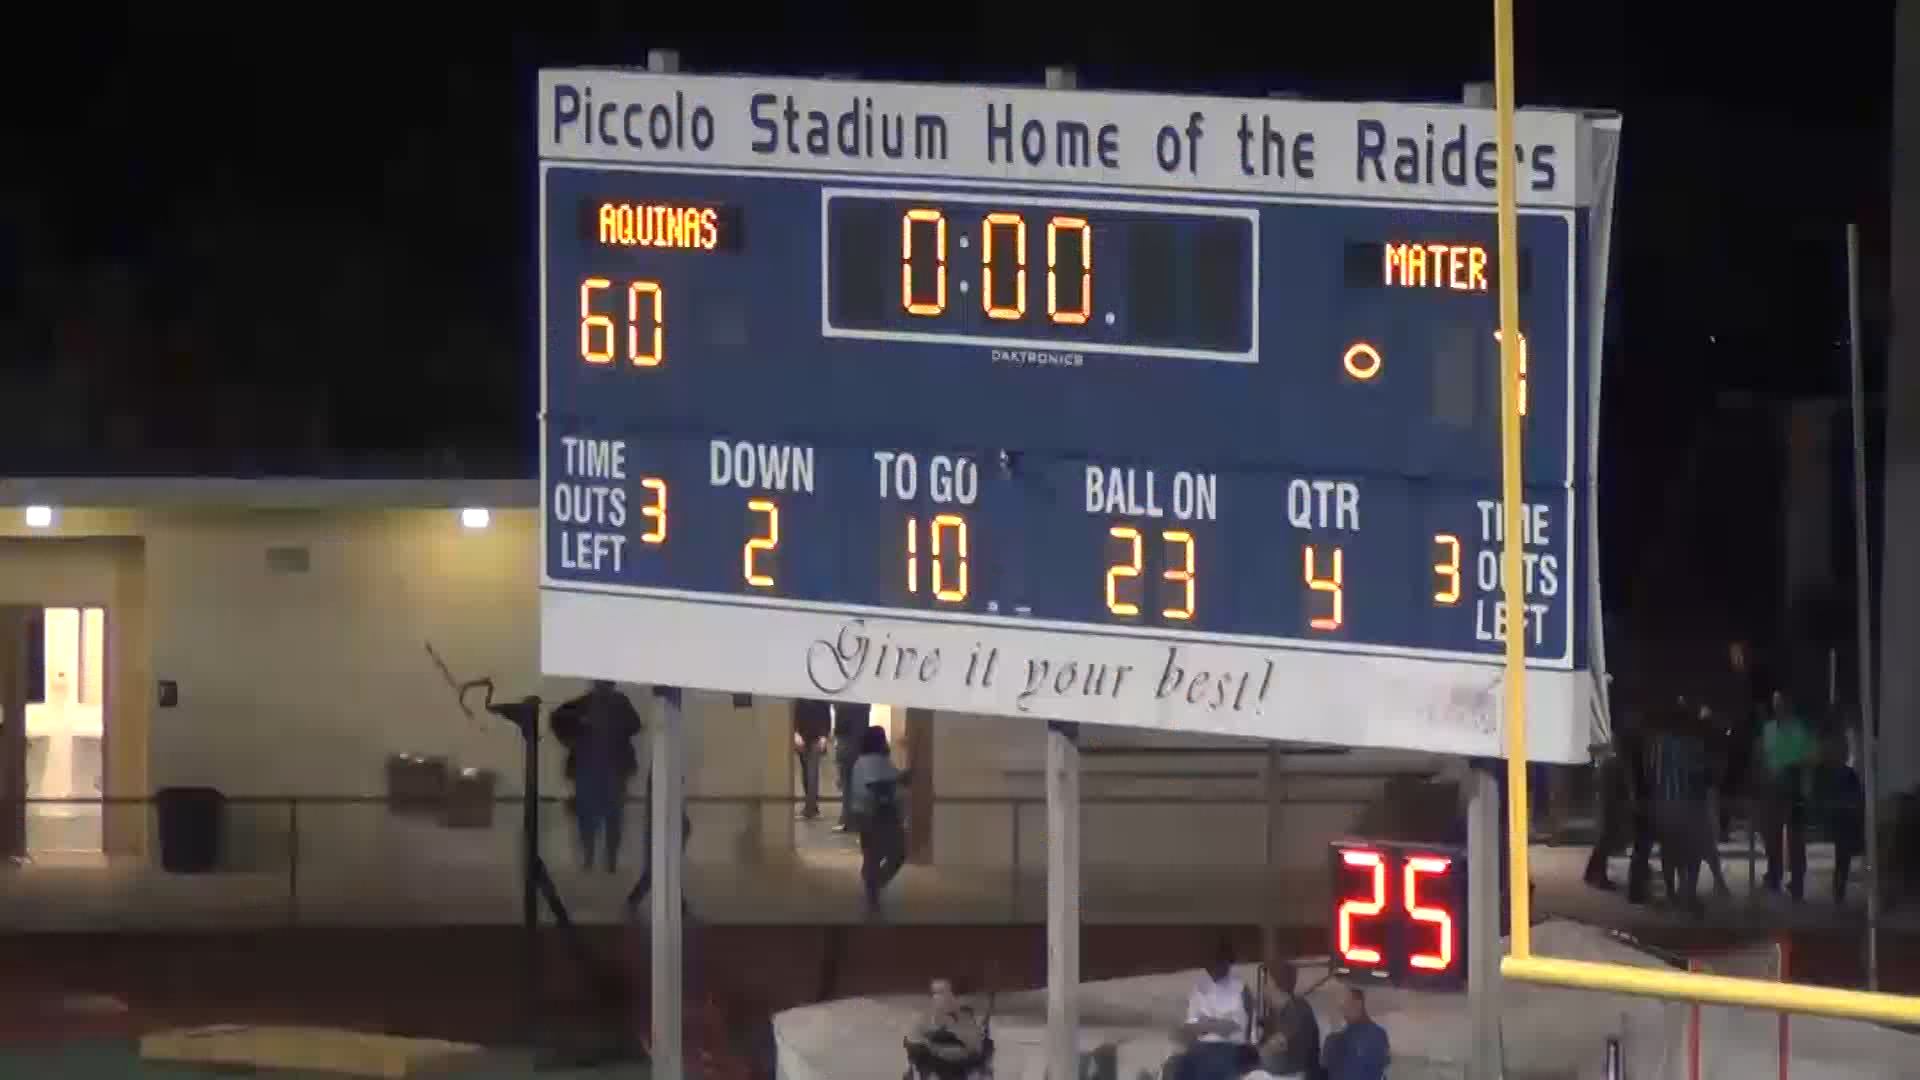 Piccolo Stadium Home of the Raiders
AQUINAS
0:00
MATER
60
7
DAKTRONICS
TIME OUTS LEFT 3
DOWN 2
TO GO 10
BALL ON 23
QTR 4
3 TIME OUTS LEFT
Give it your best!
25